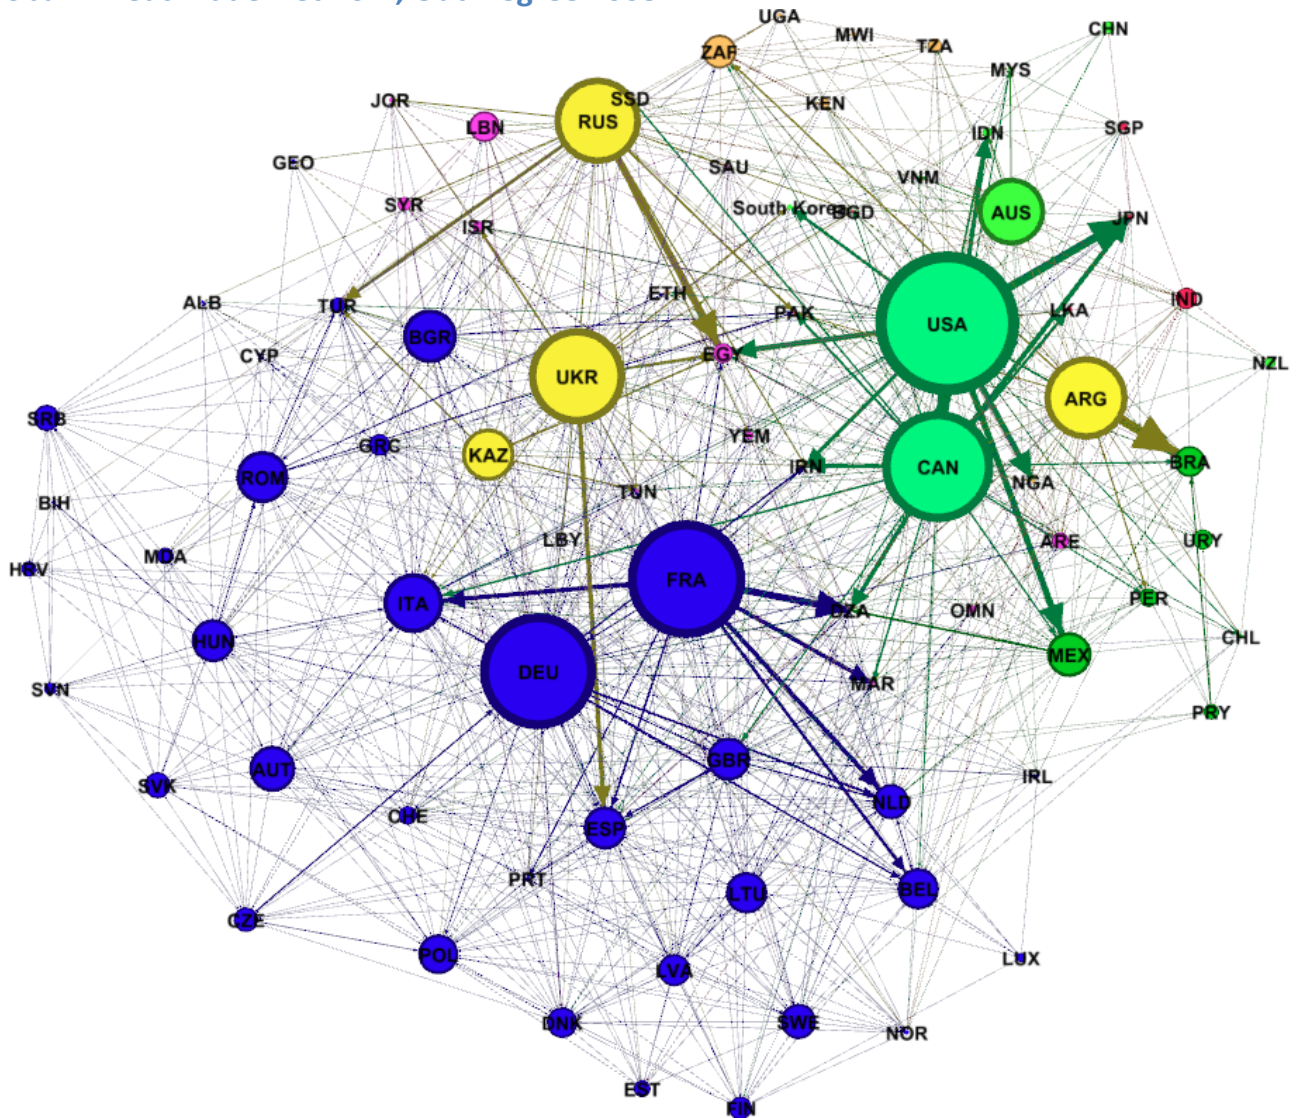 UGA
CHN
MWI
TZA
ZAF
MYS
JOR
SSD
KEN
RUS
LBN
SGP
IDN
GEO
SAU
VNM
SYR
South Korea
BGD
AUS
JPN
ISR
ETH
IND
ALB
TUR
PAK
LKA
USA
BGR
CYP
EGY
NZL
UKR
ARG
SRB
GRC
YEM
KAZ
BRA
IRN
CAN
ROM
NGA
TUN
BIH
LBY
ARE
URY
MDA
HRV
FRA
PER
ITA
DZA
OMN
HUN
CHL
MEX
DEU
MAR
SVN
PRY
GBR
AUT
IRL
SVK
NLD
CHE
ESP
PRT
BEL
LTU
CZE
POL
LUX
LVA
DNK
SWE
NOR
EST
FIN